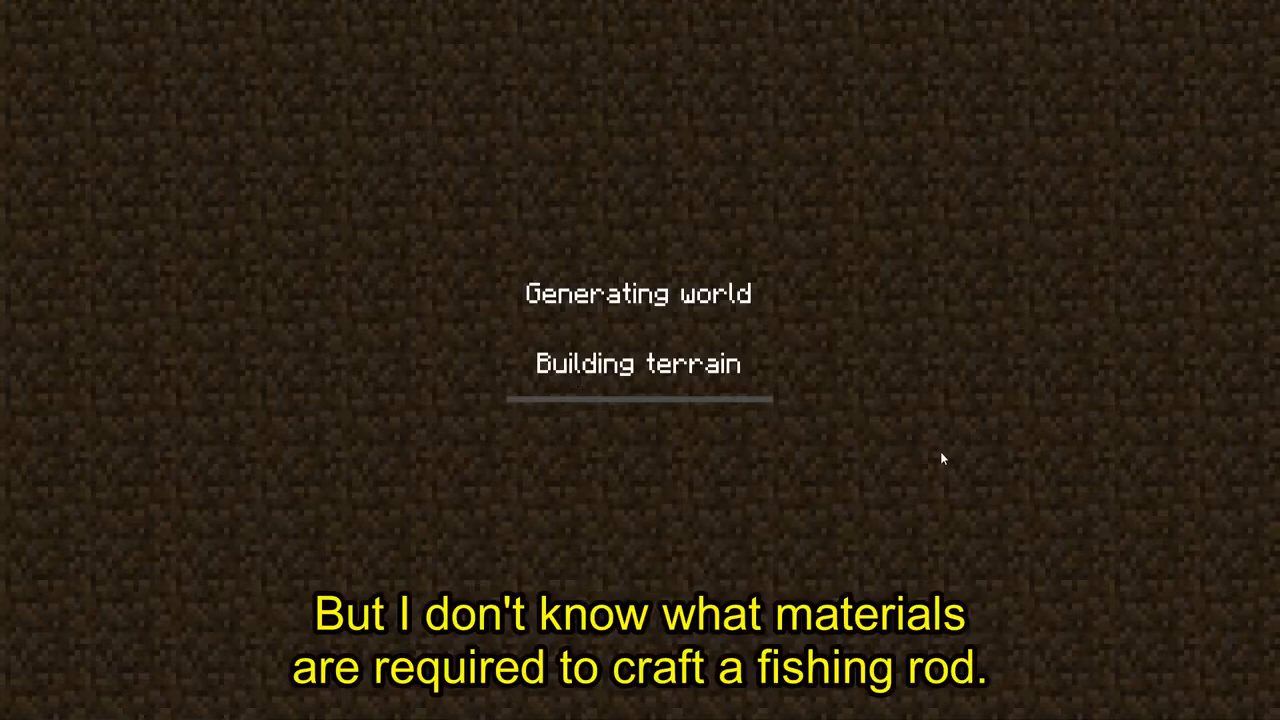 Generating world
Building terrain
But I don't know what materials
are required to craft a fishing rod.